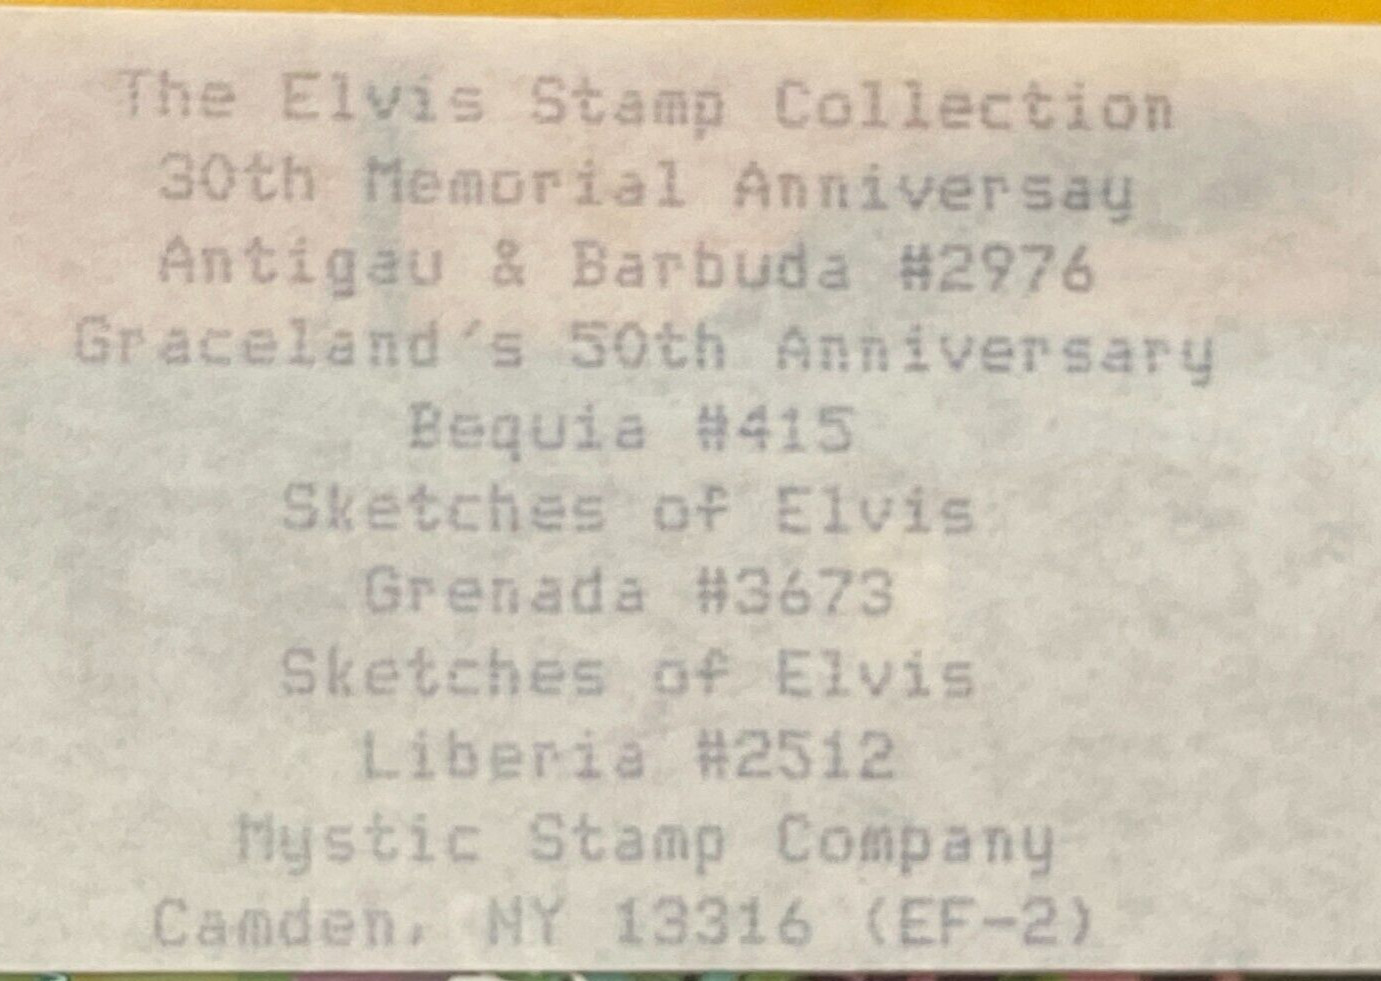 The Elvis Stamp Collection
30th Memorial Anniversay
Antigau & Barbuda #2976
Graceland's 50th Anniversary
Bequia #415
Sketches of Elvis
Grenada #3673
Sketches of Elvis
Liberia #2512
Mystic Stamp Company
Camden, NY 13316 (EF-2)